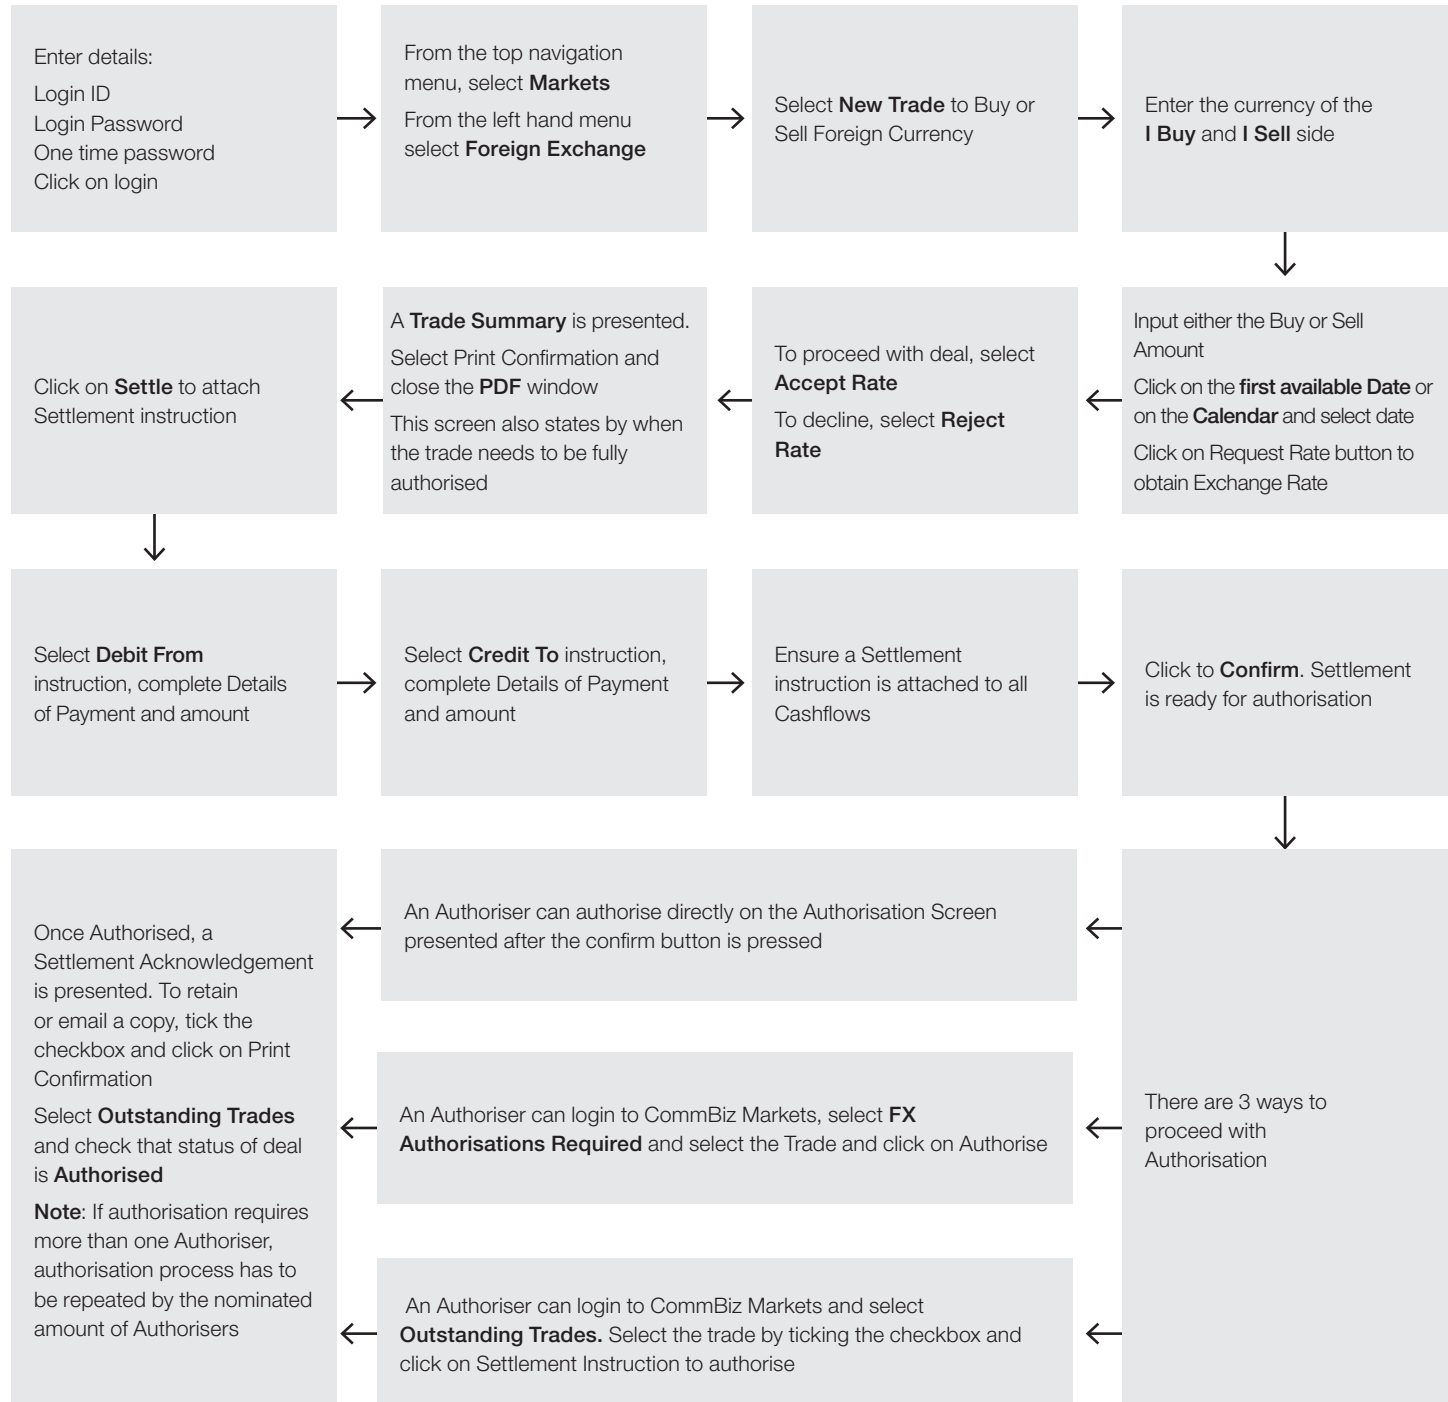 Enter details:
Login ID
Login Password
One time password
Click on login
From the top navigation
menu, select Markets
From the left hand menu
select Foreign Exchange
Select New Trade to Buy or
Sell Foreign Currency
Enter the currency of the
I Buy and I Sell side
Input either the Buy or Sell
Amount
Click on the first available Date or
on the Calendar and select date
Click on Request Rate button to
obtain Exchange Rate
To proceed with deal, select
Accept Rate
To decline, select Reject
Rate
A Trade Summary is presented.
Select Print Confirmation and
close the PDF window
This screen also states by when
the trade needs to be fully
authorised
Click on Settle to attach
Settlement instruction
Select Debit From
instruction, complete Details
of Payment and amount
Select Credit To instruction,
complete Details of Payment
and amount
Ensure a Settlement
instruction is attached to all
Cashflows
Click to Confirm. Settlement
is ready for authorisation
There are 3 ways to
proceed with
Authorisation
An Authoriser can authorise directly on the Authorisation Screen
presented after the confirm button is pressed
An Authoriser can login to CommBiz Markets, select FX
Authorisations Required and select the Trade and click on Authorise
An Authoriser can login to CommBiz Markets and select
Outstanding Trades. Select the trade by ticking the checkbox and
click on Settlement Instruction to authorise
Once Authorised, a
Settlement Acknowledgement
is presented. To retain
or email a copy, tick the
checkbox and click on Print
Confirmation
Select Outstanding Trades
and check that status of deal
is Authorised
Note: If authorisation requires
more than one Authoriser,
authorisation process has to
be repeated by the nominated
amount of Authorisers